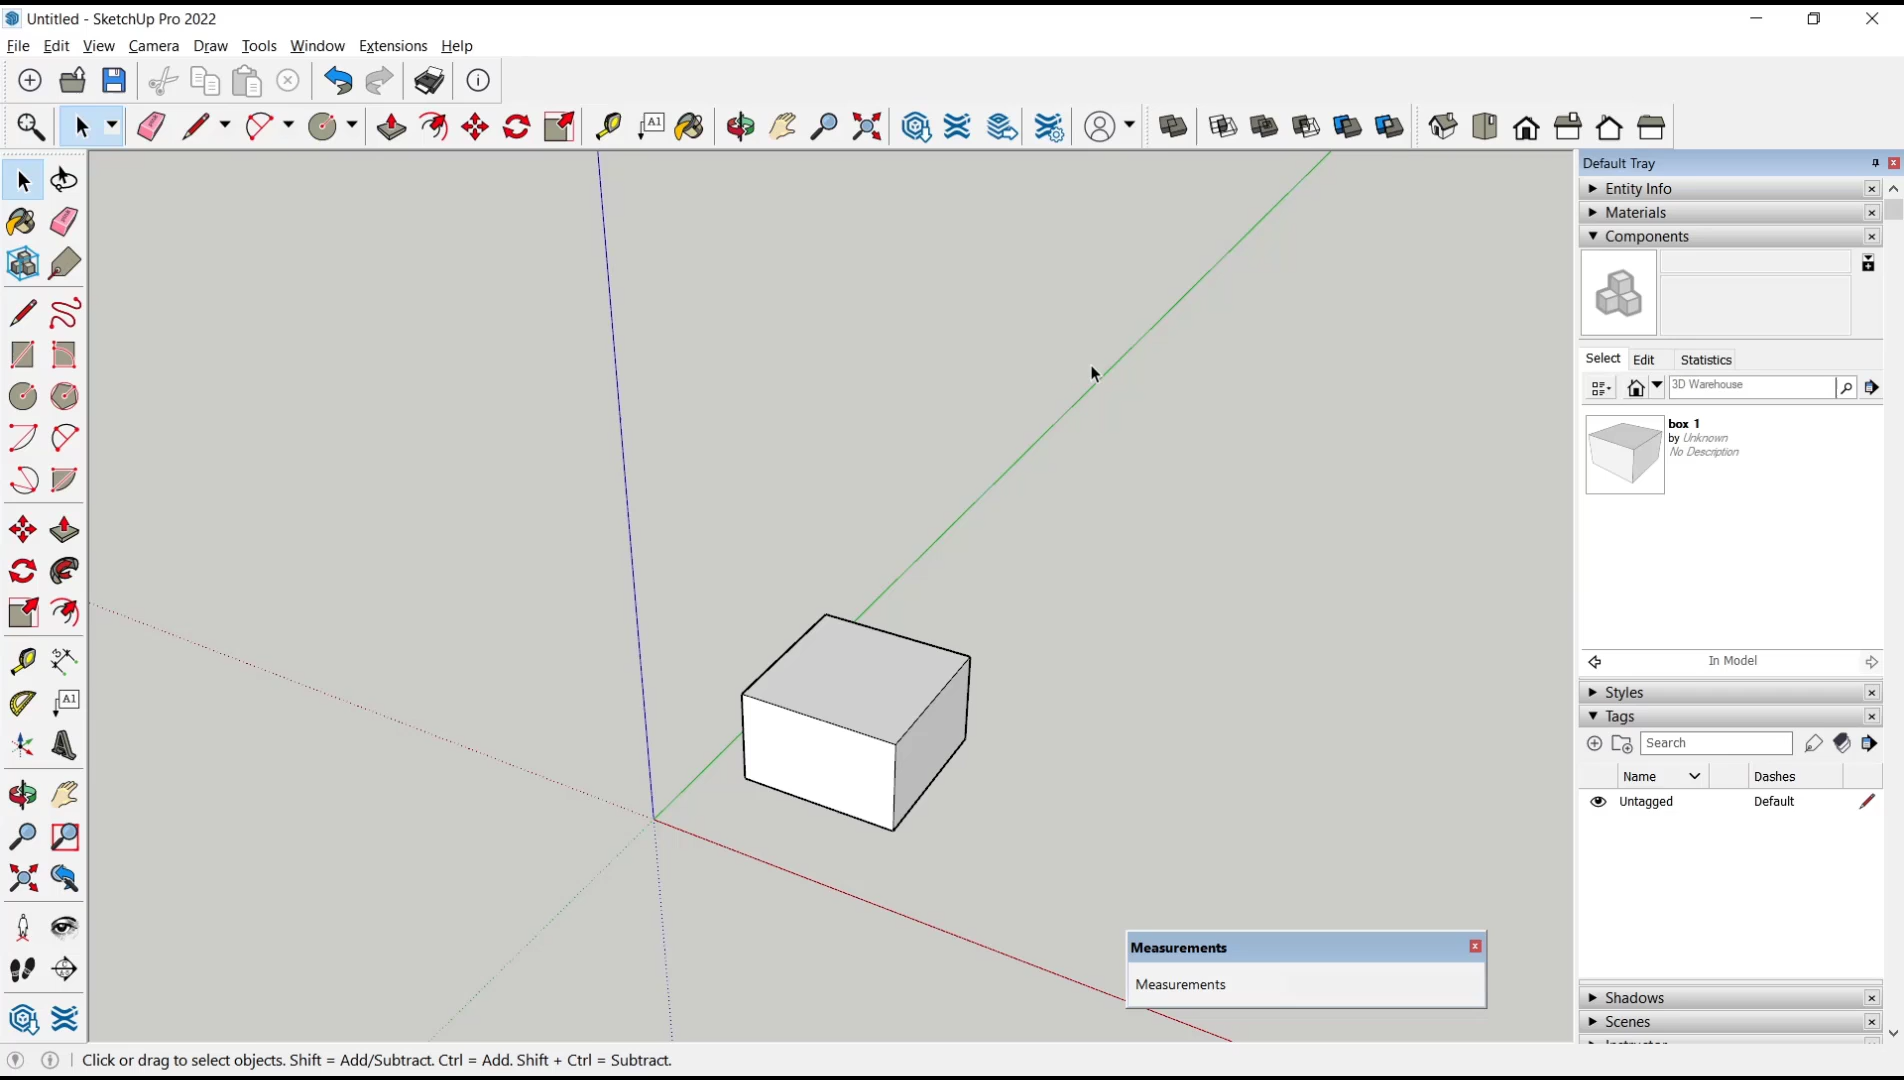 Untitled - SketchUp Pro 2022
File Edit View Camera Draw Tools Window Extensions Help
A1
Default Tray
Entity Info
Materials
Components
Select Edit Statistics
3D Warehouse
box 1
by Unknown
No Description
In Model
Styles
Tags
Search
Name Dashes
Untagged Default
A1
Measurements
Measurements
Shadows
Scenes
Click or drag to select objects. Shift = Add/Subtract. Ctrl = Add. Shift + Ctrl = Subtract.